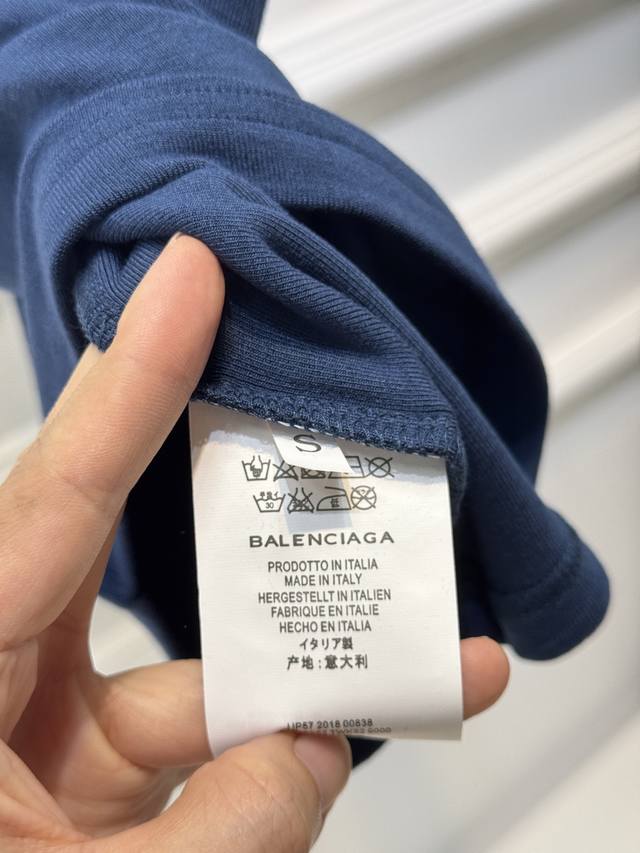 S
30
BALENCIAGA
PRODOTTO IN ITALIA
MADE IN ITALY
HERGESTELLT IN ITALIEN
FABRIQUE EN ITALIE
HECHO EN ITALIA
イタリア製
产地:意大利